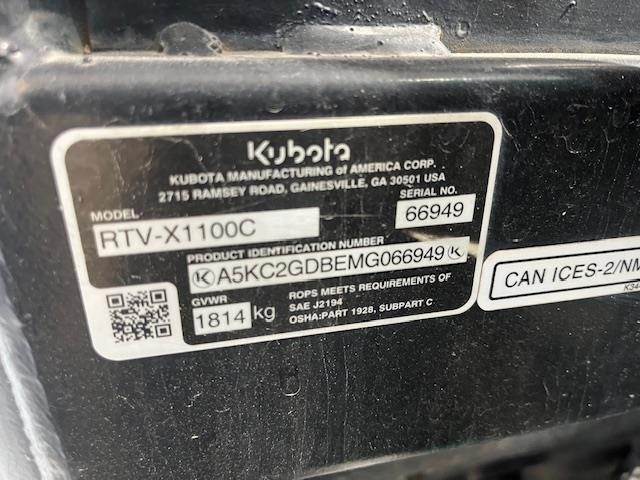 Kubota
KUBOTA MANUFACTURING of AMERICA CORP.
2715 RAMSEY ROAD, GAINESVILLE, GA 30501 USA
MODEL
SERIAL NO.
RTV-X1100C
66949
PRODUCT IDENTIFICATION NUMBER
K A5KC2GDBEMG066949 K
GVWR
1814 kg
ROPS MEETS REQUIREMENTS OF
SAE J2194
OSHA:PART 1928, SUBPART C
CAN ICES-2/NM